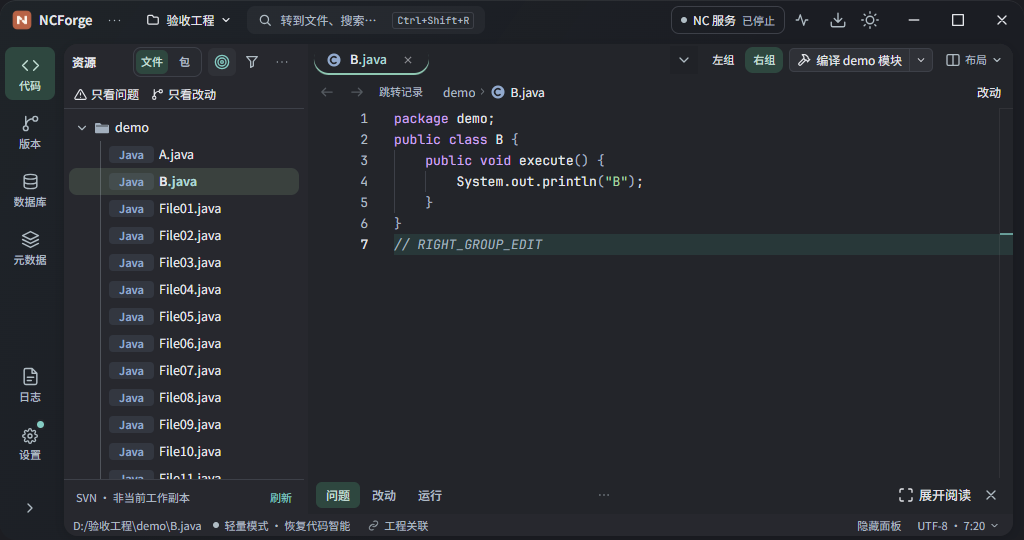 N NCForge ··· 验收工程 转到文件、搜索··· Ctrl+Shift+R NC 服务 已停止
代码
版本
数据库
元数据
日志
设置
资源 文件 包 ···
只看问题 只看改动
demo
Java A.java
Java B.java
Java File01.java
Java File02.java
Java File03.java
Java File04.java
Java File05.java
Java File06.java
Java File07.java
Java File08.java
Java File09.java
Java File10.java
Java File11.java
SVN • 非当前工作副本 刷新
C B.java × 左组 右组 编译 demo 模块 布局
跳转记录 demo › C B.java 改动
1 package demo;
2 public class B {
3 public void execute() {
4 System.out.println("B");
5 }
6 }
7 // RIGHT_GROUP_EDIT
问题 改动 运行 ··· 展开阅读
D:/验收工程\demo\B.java 轻量模式 • 恢复代码智能 工程关联 隐藏面板 UTF-8 • 7:20